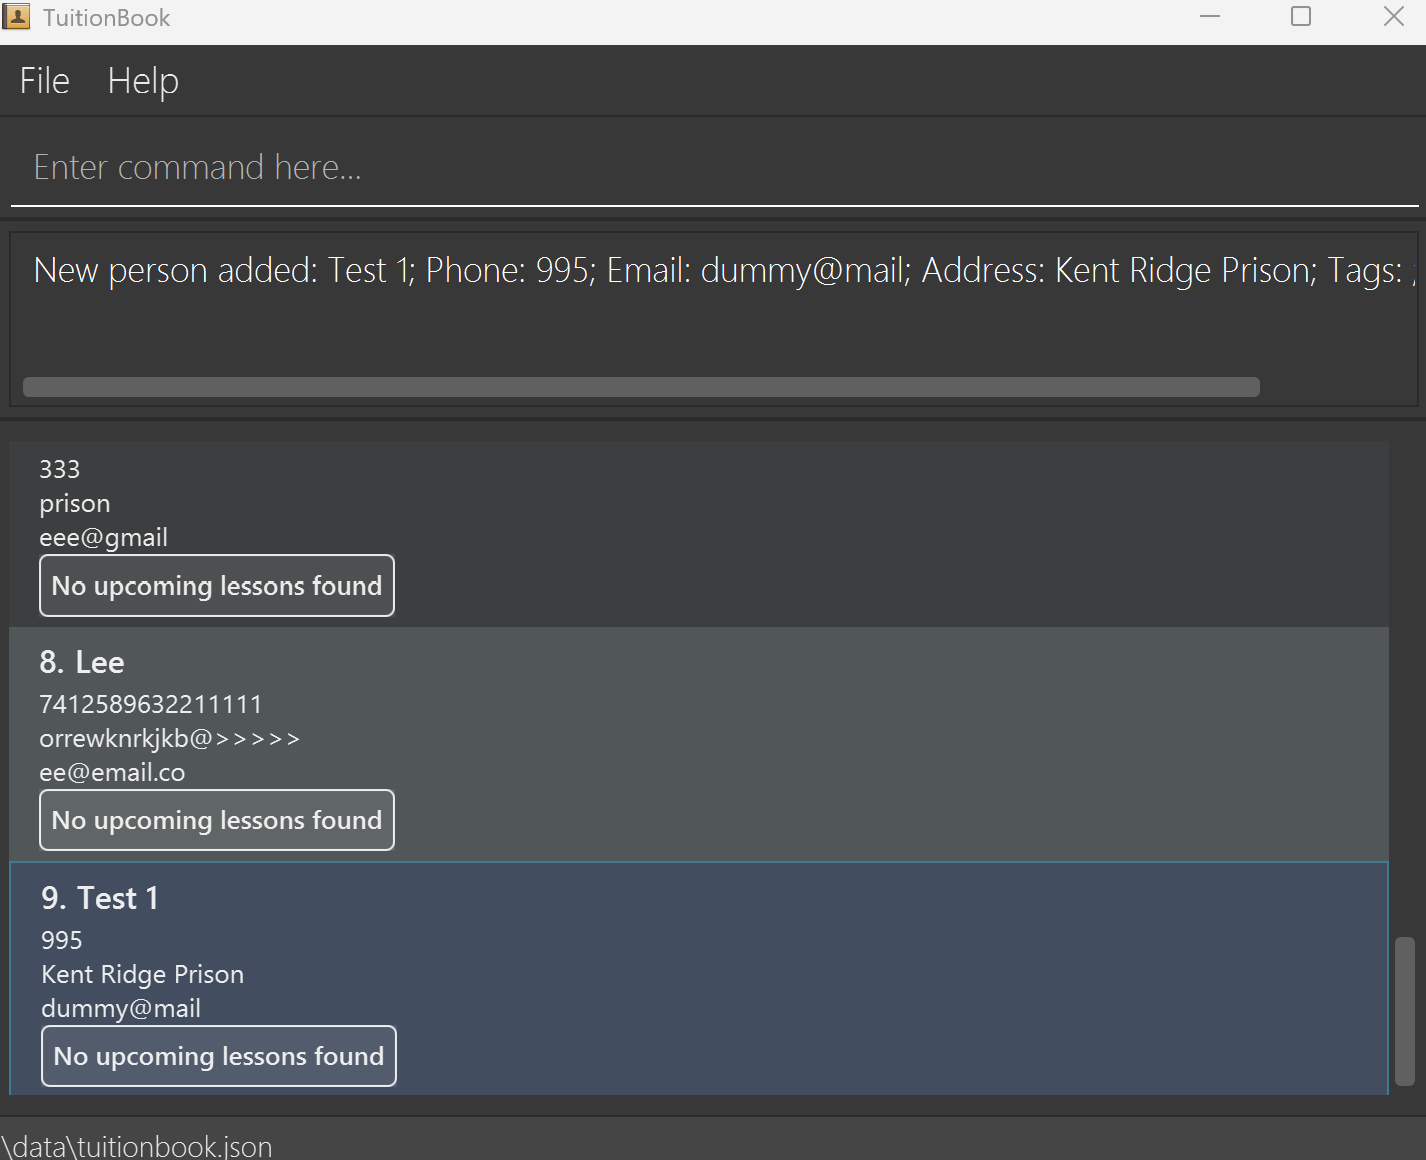 TuitionBook
File Help
Enter command here...
New person added: Test 1; Phone: 995; Email: dummy@mail; Address: Kent Ridge Prison; Tags: ;
333
prison
eee@gmail
No upcoming lessons found
8. Lee
7412589632211111
orrewknrkjkb@>>>>>
ee@email.co
No upcoming lessons found
9. Test 1
995
Kent Ridge Prison
dummy@mail
No upcoming lessons found
\data\tuitionbook.json